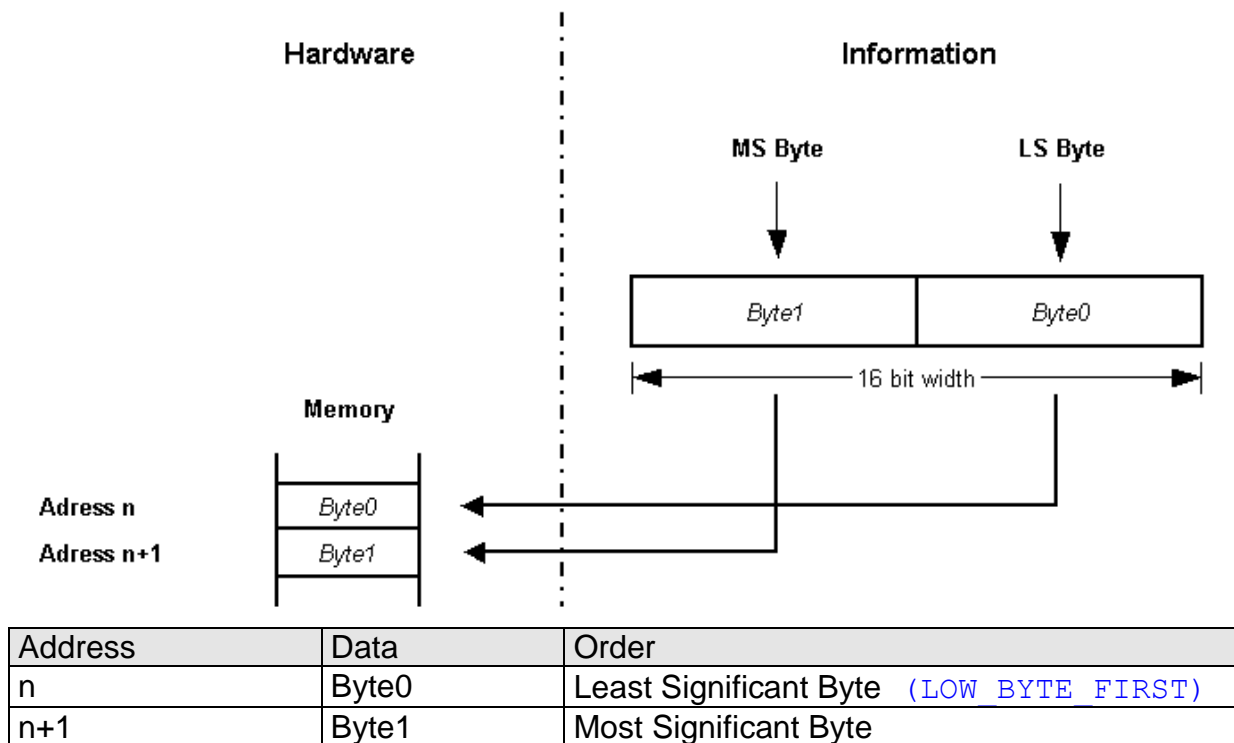 Hardware
Information
MS Byte
LS Byte
Byte1
Byte0
16 bit width
Memory
Adress n
Byte0
Adress n+1
Byte1
Address Data Order
n Byte0 Least Significant Byte (LOW_BYTE_FIRST)
n+1 Byte1 Most Significant Byte